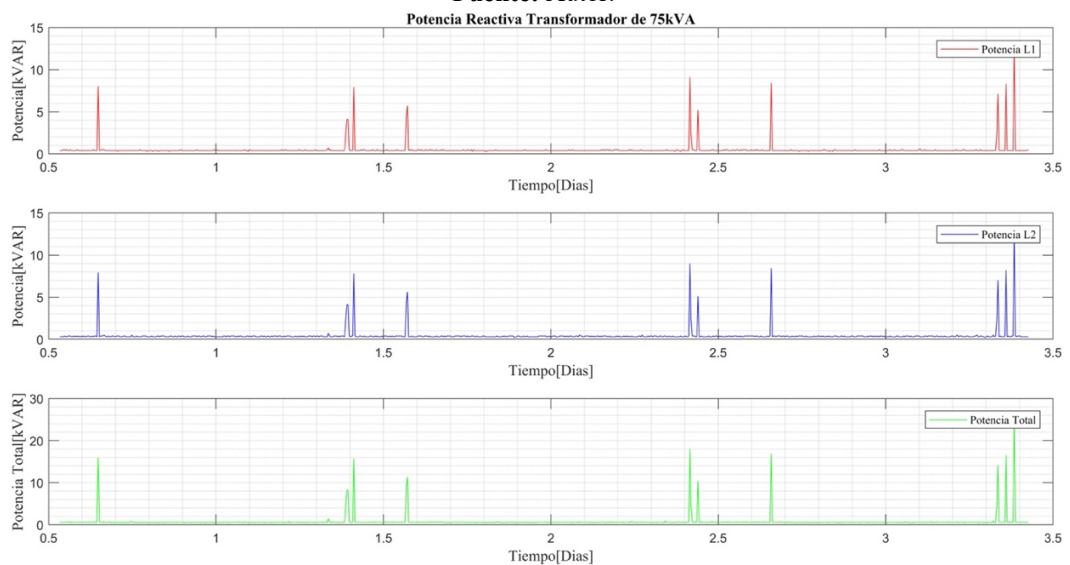 Potencia Reactiva Transformador de 75kVA
15
10
5
0
Potencia[kVAR]
Potencia L1
0.5 1 1.5 2 2.5 3 3.5
Tiempo[Dias]
15
10
5
0
Potencia[kVAR]
Potencia L2
0.5 1 1.5 2 2.5 3 3.5
Tiempo[Dias]
30
20
10
0
Potencia Total[kVAR]
Potencia Total
0.5 1 1.5 2 2.5 3 3.5
Tiempo[Dias]